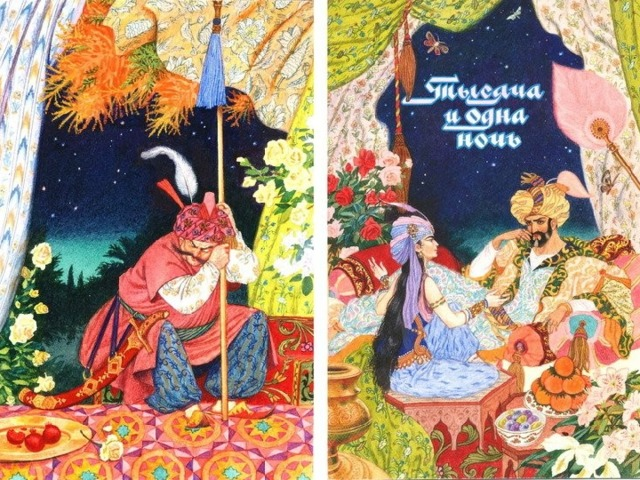 Тысяча
и одна
ночь